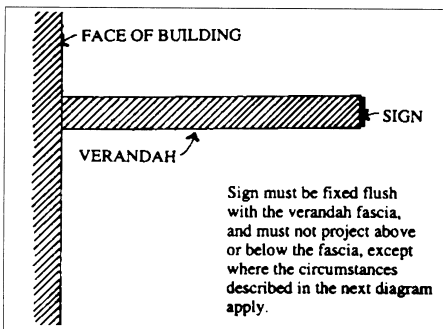 FACE OF BUILDING
SIGN
VERANDAH
Sign must be fixed flush
with the verandah fascia,
and must not project above
or below the fascia, except
where the circumstances
described in the next diagram
apply.